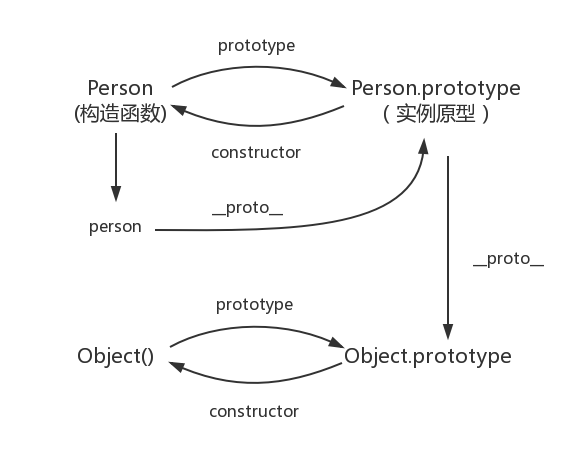 prototype
Person
(构造函数)
Person.prototype
( 实例原型 )
constructor
__proto__
person
__proto__
prototype
Object()
Object.prototype
constructor